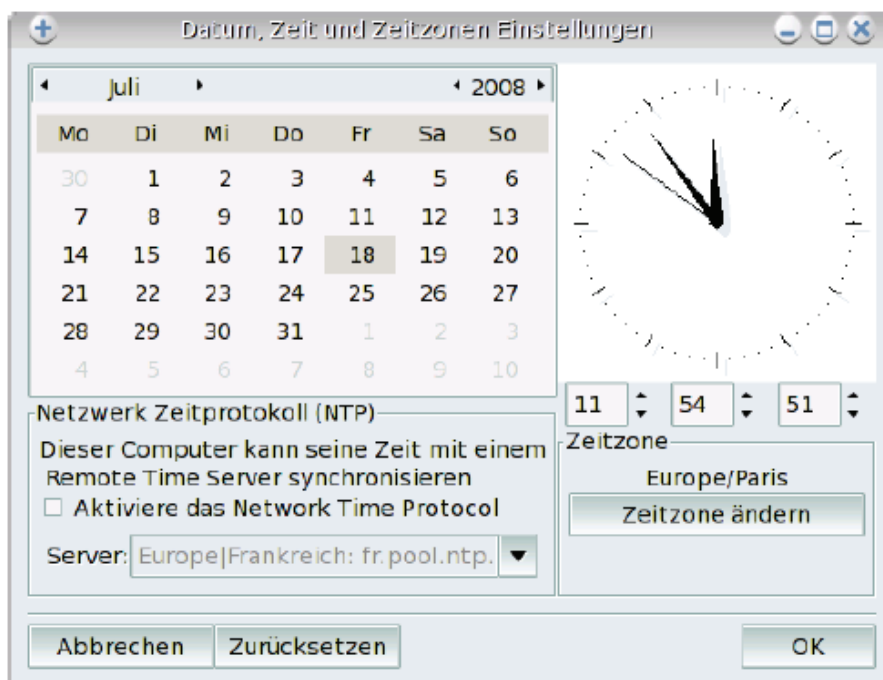 Datum, Zeit und Zeitzonen Einstellungen
Juli 2008
Mo Di Mi Do Fr Sa So
30 1 2 3 4 5 6
7 8 9 10 11 12 13
14 15 16 17 18 19 20
21 22 23 24 25 26 27
28 29 30 31 1 2 3
4 5 6 7 8 9 10
11 54 51
Netzwerk Zeitprotokoll (NTP)
Dieser Computer kann seine Zeit mit einem
Remote Time Server synchronisieren
Aktiviere das Network Time Protocol
Server: Europe|Frankreich: fr.pool.ntp.
Zeitzone
Europe/Paris
Zeitzone ändern
Abbrechen Zurücksetzen OK